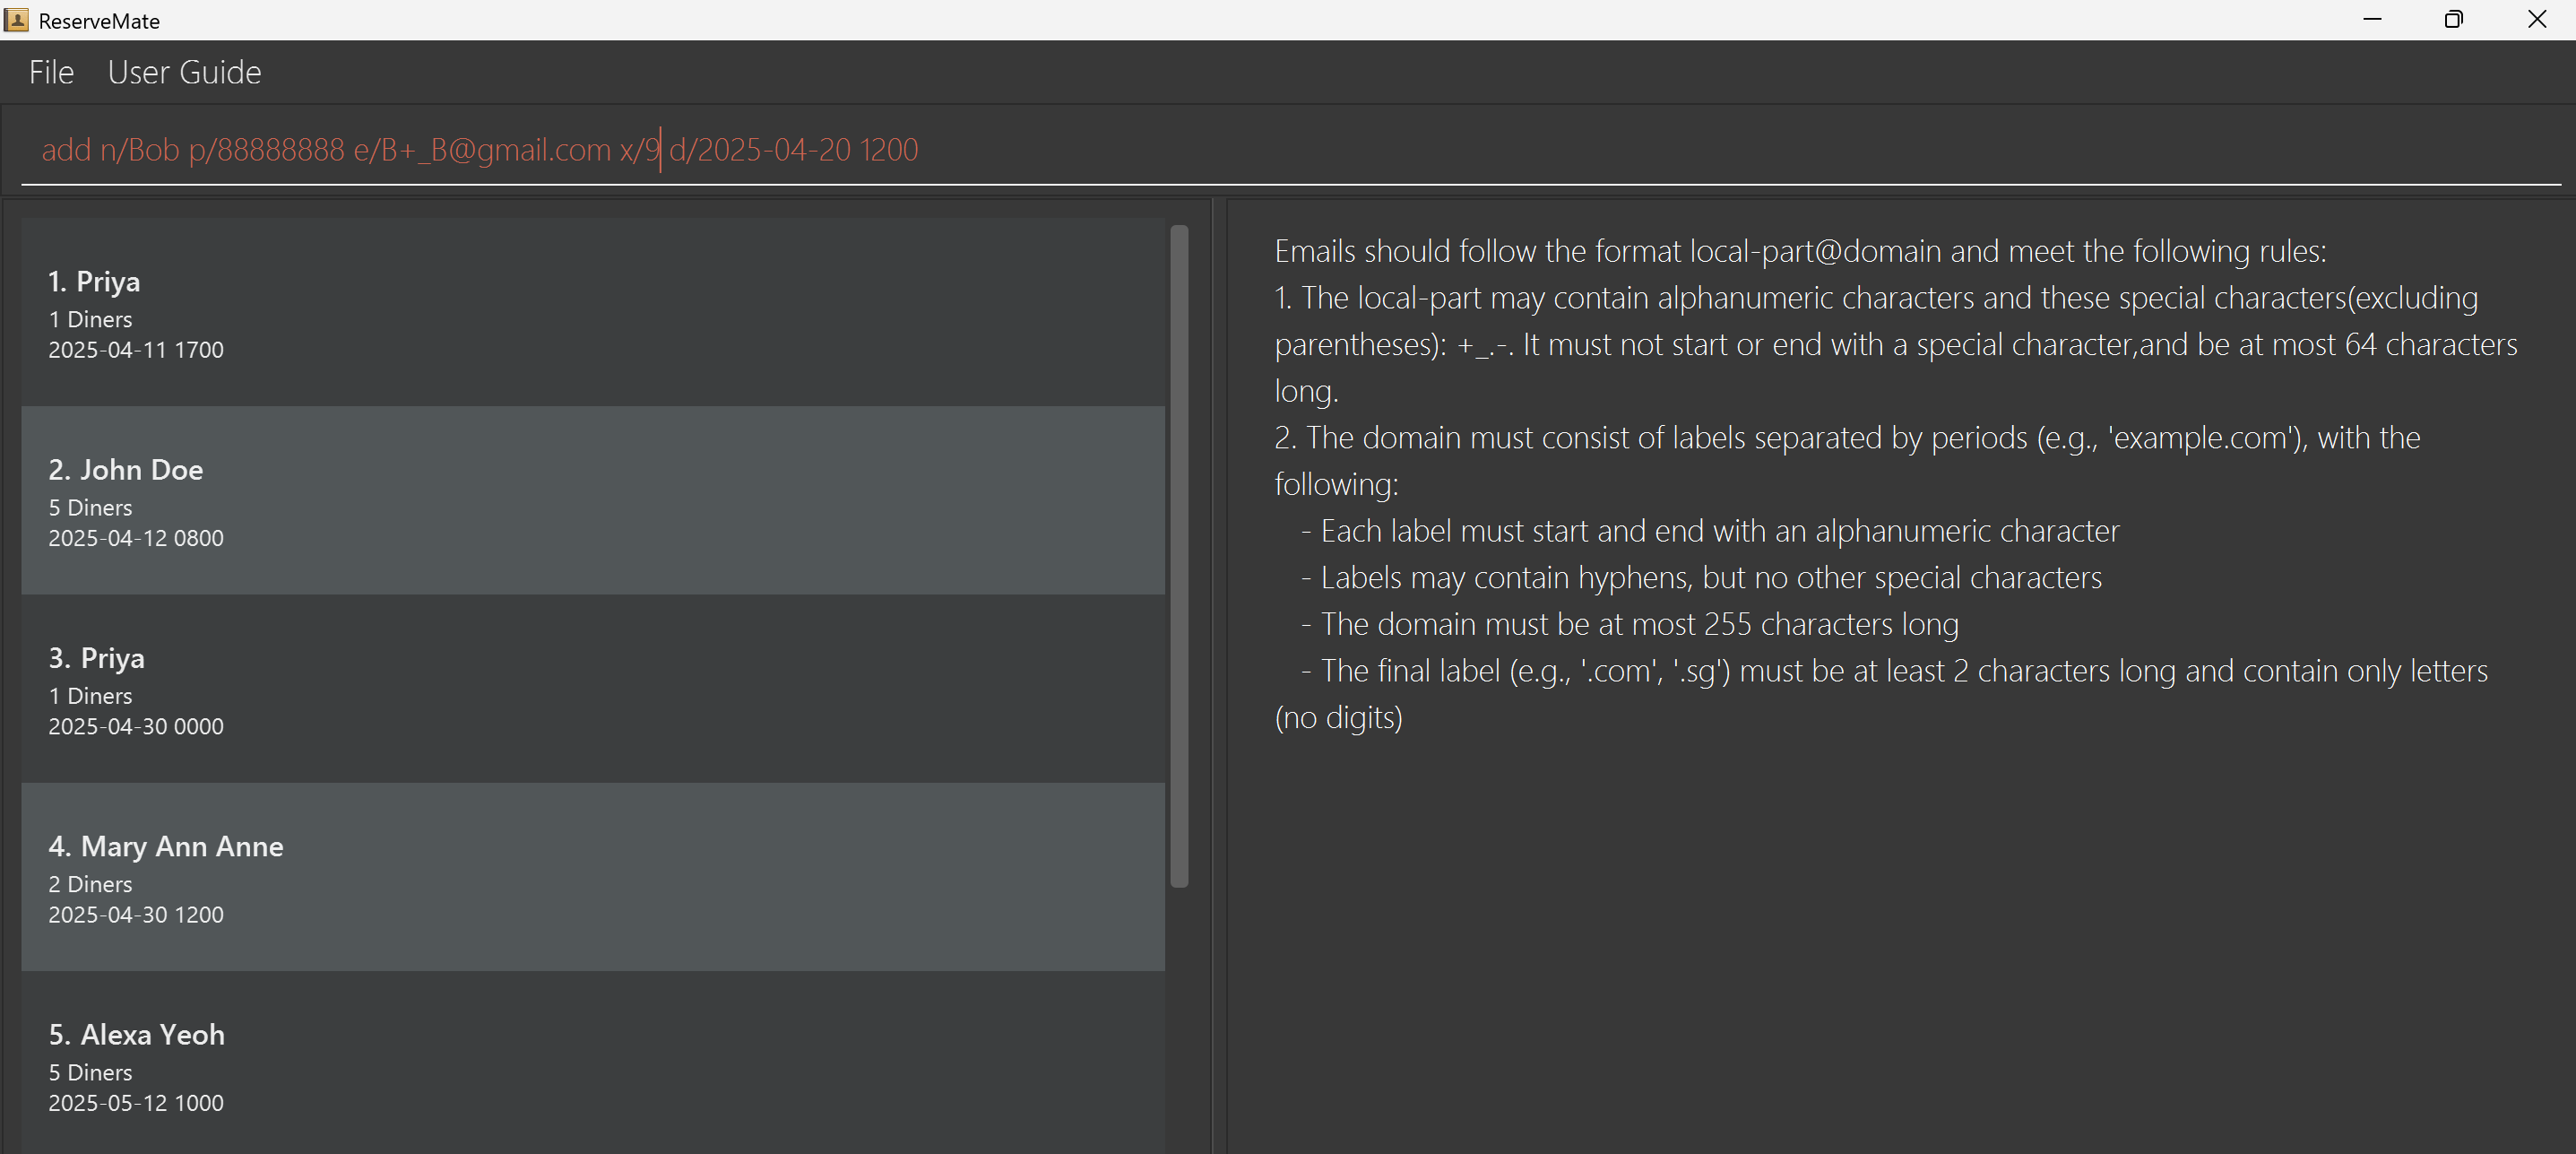 ReserveMate
File User Guide
add n/Bob p/88888888 e/B+_B@gmail.com x/9 d/2025-04-20 1200
1. Priya
1 Diners
2025-04-11 1700
2. John Doe
5 Diners
2025-04-12 0800
3. Priya
1 Diners
2025-04-30 0000
4. Mary Ann Anne
2 Diners
2025-04-30 1200
5. Alexa Yeoh
5 Diners
2025-05-12 1000
Emails should follow the format local-part@domain and meet the following rules:
1. The local-part may contain alphanumeric characters and these special characters(excluding
parentheses): +_.-. It must not start or end with a special character,and be at most 64 characters
long.
2. The domain must consist of labels separated by periods (e.g., 'example.com'), with the
following:
- Each label must start and end with an alphanumeric character
- Labels may contain hyphens, but no other special characters
- The domain must be at most 255 characters long
- The final label (e.g., '.com', '.sg') must be at least 2 characters long and contain only letters
(no digits)